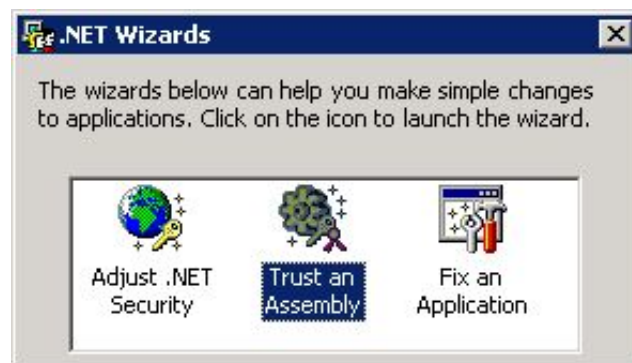 .NET Wizards
The wizards below can help you make simple changes
to applications. Click on the icon to launch the wizard.
Adjust .NET
Security
Trust an
Assembly
Fix an
Application